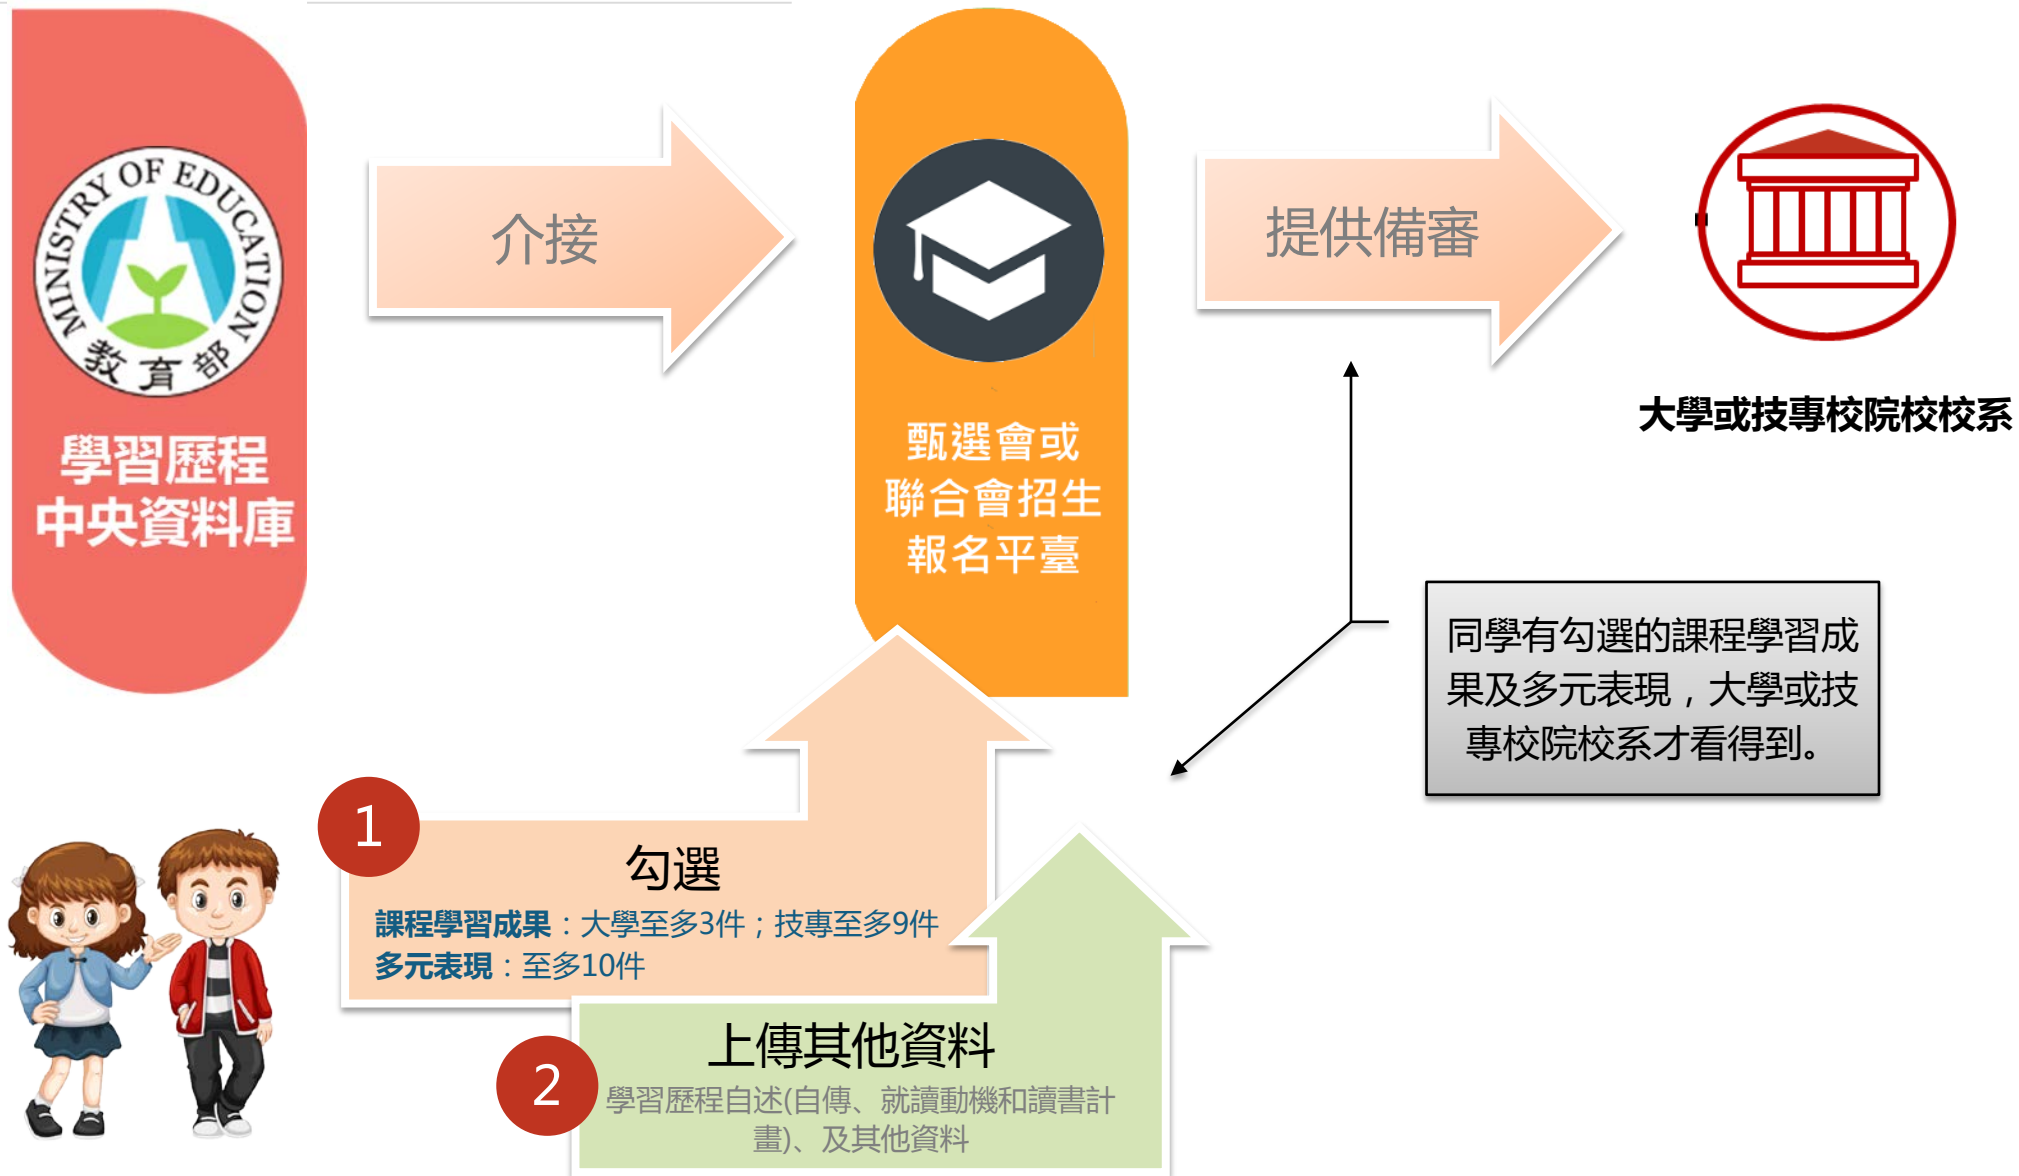 MINISTRY OF EDUCATION
教育部
學習歷程
中央資料庫
介接
甄選會或
聯合會招生
報名平臺
提供備審
大學或技專校院校校系
同學有勾選的課程學習成
果及多元表現，大學或技
專校院校系才看得到。
1
勾選
課程學習成果：大學至多3件；技專至多9件
多元表現：至多10件
2
上傳其他資料
學習歷程自述(自傳、就讀動機和讀書計
畫)、及其他資料